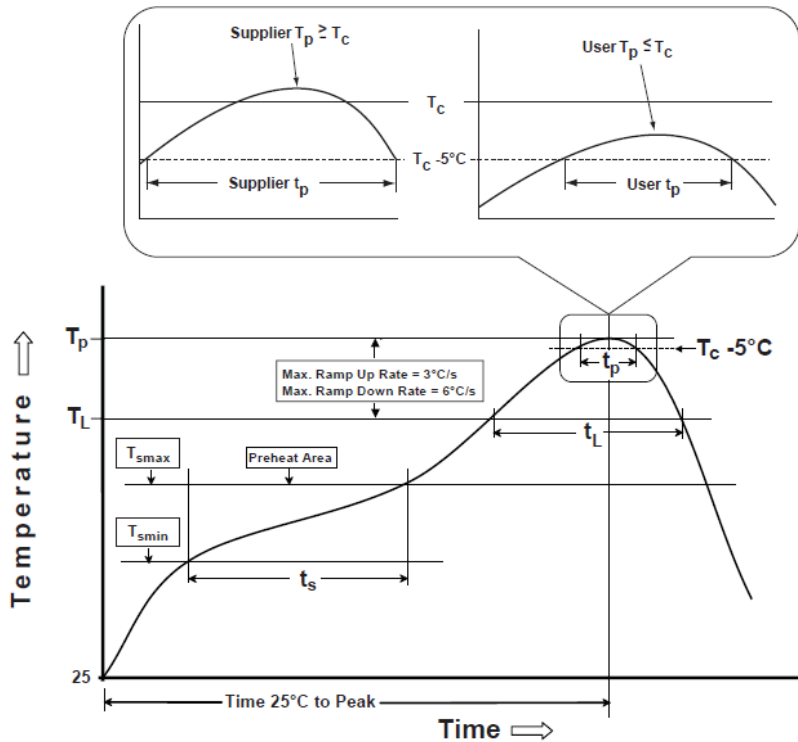 Supplier Tp ≥ Tc
User Tp ≤ Tc
Tc
Tc -5°C
Supplier tp
User tp
Tp
Tc -5°C
tp
Max. Ramp Up Rate = 3°C/s
Max. Ramp Down Rate = 6°C/s
TL
tL
Tsmax
Preheat Area
Tsmin
ts
Temperature
25
Time 25°C to Peak
Time